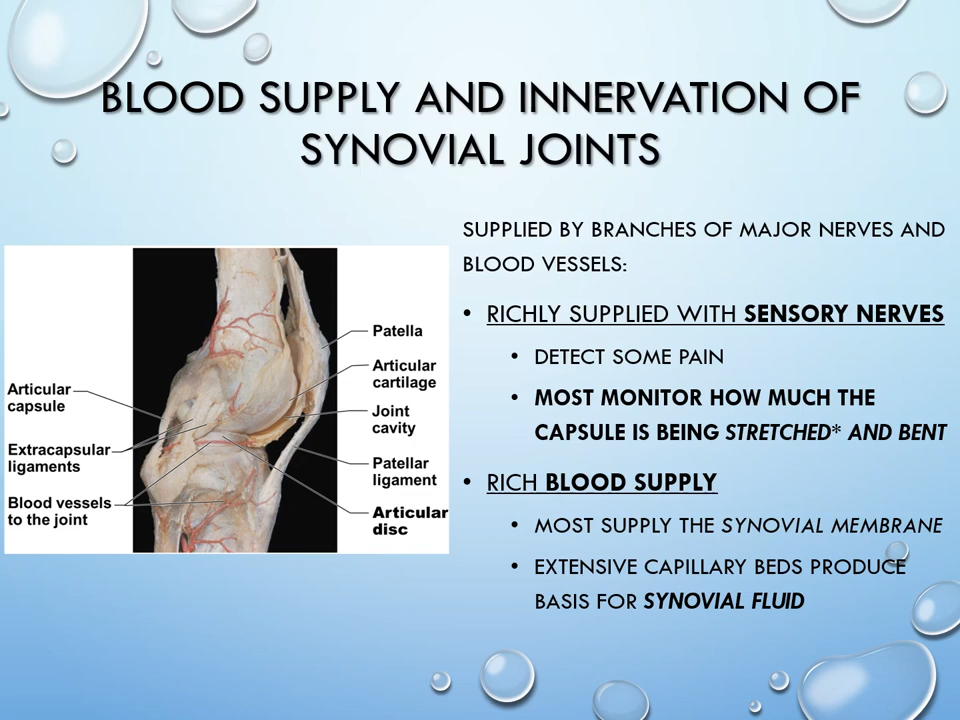 BLOOD SUPPLY AND INNERVATION OF
SYNOVIAL JOINTS
SUPPLIED BY BRANCHES OF MAJOR NERVES AND
BLOOD VESSELS:
• RICHLY SUPPLIED WITH SENSORY NERVES
• DETECT SOME PAIN
• MOST MONITOR HOW MUCH THE
CAPSULE IS BEING STRETCHED* AND BENT
• RICH BLOOD SUPPLY
• MOST SUPPLY THE SYNOVIAL MEMBRANE
• EXTENSIVE CAPILLARY BEDS PRODUCE
BASIS FOR SYNOVIAL FLUID
Articular
capsule
Extracapsular
ligaments
Blood vessels
to the joint
Patella
Articular
cartilage
Joint
cavity
Patellar
ligament
Articular
disc